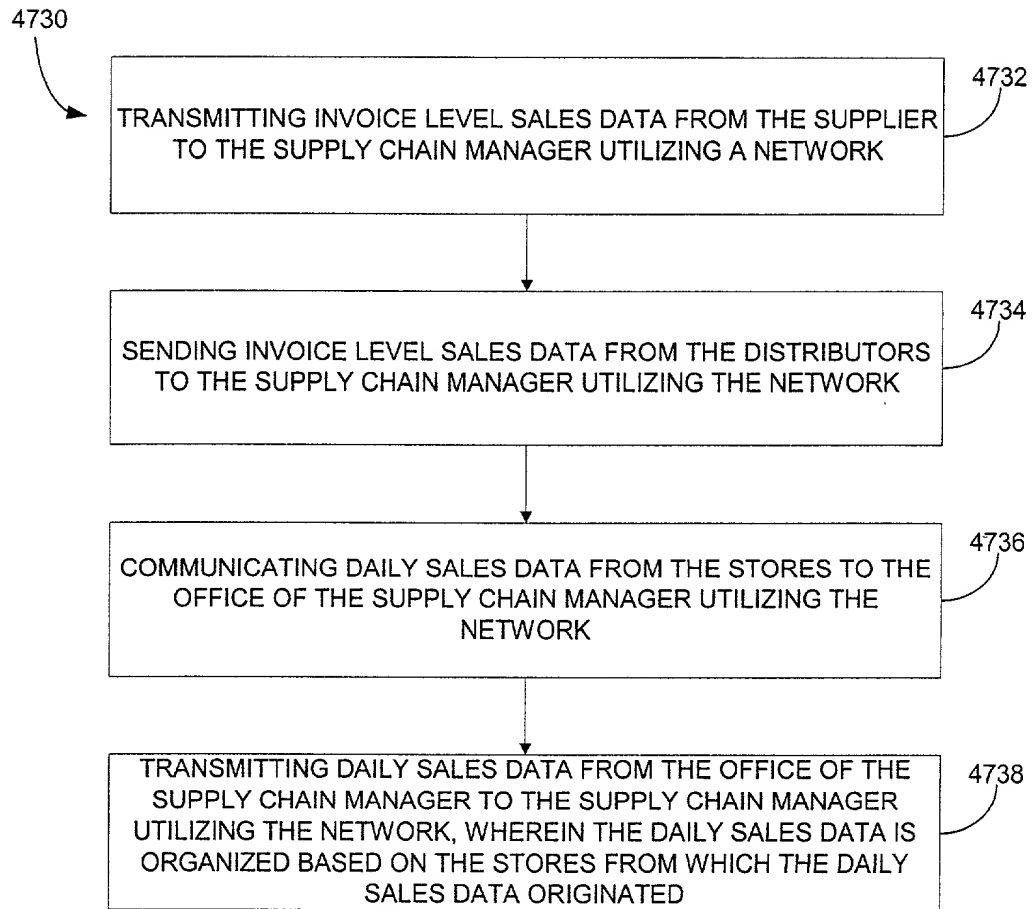 4730
4732
TRANSMITTING INVOICE LEVEL SALES DATA FROM THE SUPPLIER
TO THE SUPPLY CHAIN MANAGER UTILIZING A NETWORK
4734
SENDING INVOICE LEVEL SALES DATA FROM THE DISTRIBUTORS
TO THE SUPPLY CHAIN MANAGER UTILIZING THE NETWORK
4736
COMMUNICATING DAILY SALES DATA FROM THE STORES TO THE
OFFICE OF THE SUPPLY CHAIN MANAGER UTILIZING THE
NETWORK
4738
TRANSMITTING DAILY SALES DATA FROM THE OFFICE OF THE
SUPPLY CHAIN MANAGER TO THE SUPPLY CHAIN MANAGER
UTILIZING THE NETWORK, WHEREIN THE DAILY SALES DATA IS
ORGANIZED BASED ON THE STORES FROM WHICH THE DAILY
SALES DATA ORIGINATED